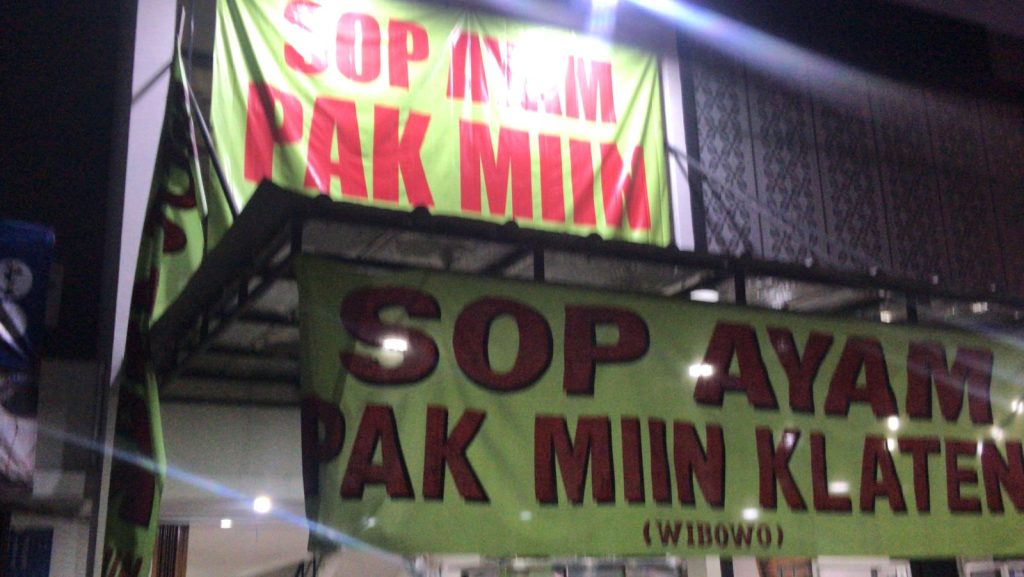 SOP AYAM
PAK MIIN
SOP AYAM
PAK MIIN KLATEN
(WIBOWO)